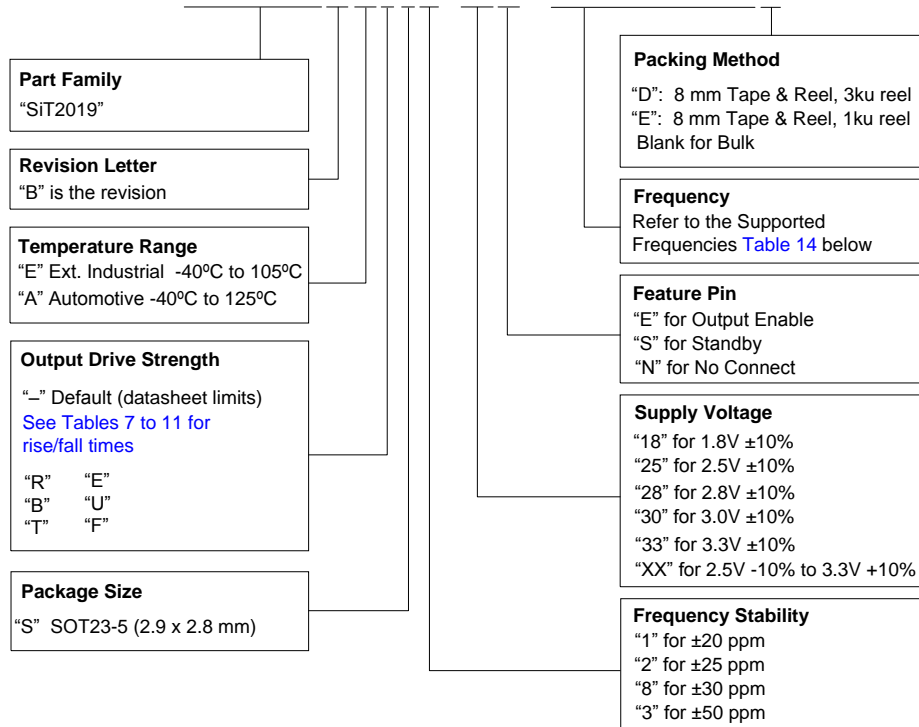 Part Family
“SiT2019”
Revision Letter
“B” is the revision
Temperature Range
“E” Ext. Industrial -40ºC to 105ºC
“A” Automotive -40ºC to 125ºC
Output Drive Strength
“–” Default (datasheet limits)
See Tables 7 to 11 for
rise/fall times
“R” “E”
“B” “U”
“T” “F”
Package Size
“S” SOT23-5 (2.9 x 2.8 mm)
Packing Method
“D”: 8 mm Tape & Reel, 3ku reel
“E”: 8 mm Tape & Reel, 1ku reel
Blank for Bulk
Frequency
Refer to the Supported
Frequencies Table 14 below
Feature Pin
“E” for Output Enable
“S” for Standby
“N” for No Connect
Supply Voltage
“18” for 1.8V ±10%
“25” for 2.5V ±10%
“28” for 2.8V ±10%
“30” for 3.0V ±10%
“33” for 3.3V ±10%
“XX” for 2.5V -10% to 3.3V +10%
Frequency Stability
“1” for ±20 ppm
“2” for ±25 ppm
“8” for ±30 ppm
“3” for ±50 ppm